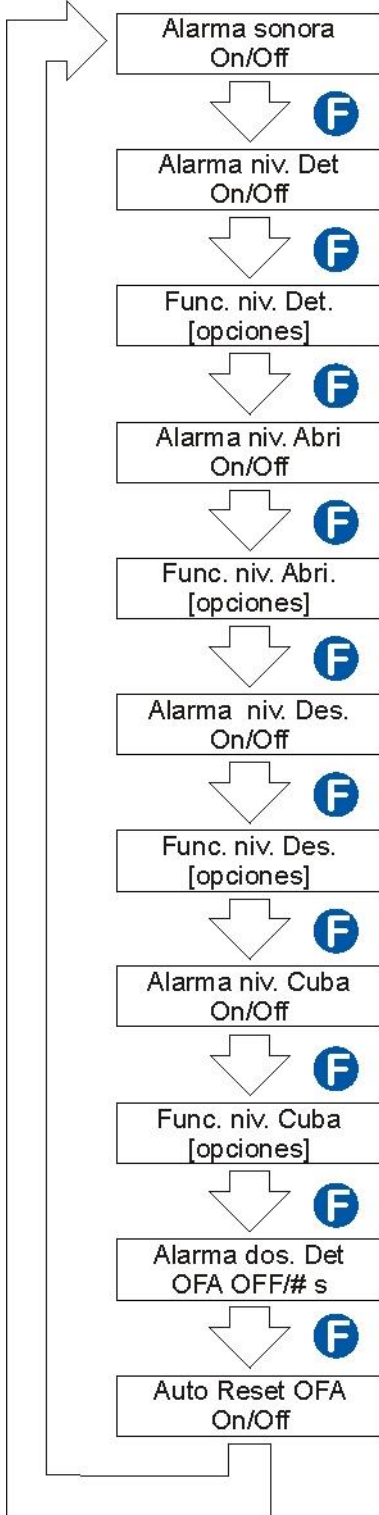 Alarma sonora
On/Off
F
Alarma niv. Det
On/Off
F
Func. niv. Det.
[opciones]
F
Alarma niv. Abri
On/Off
F
Func. niv. Abri.
[opciones]
F
Alarma niv. Des.
On/Off
F
Func. niv. Des.
[opciones]
F
Alarma niv. Cuba
On/Off
F
Func. niv. Cuba
[opciones]
F
Alarma dos. Det
OFA OFF/# s
F
Auto Reset OFA
On/Off